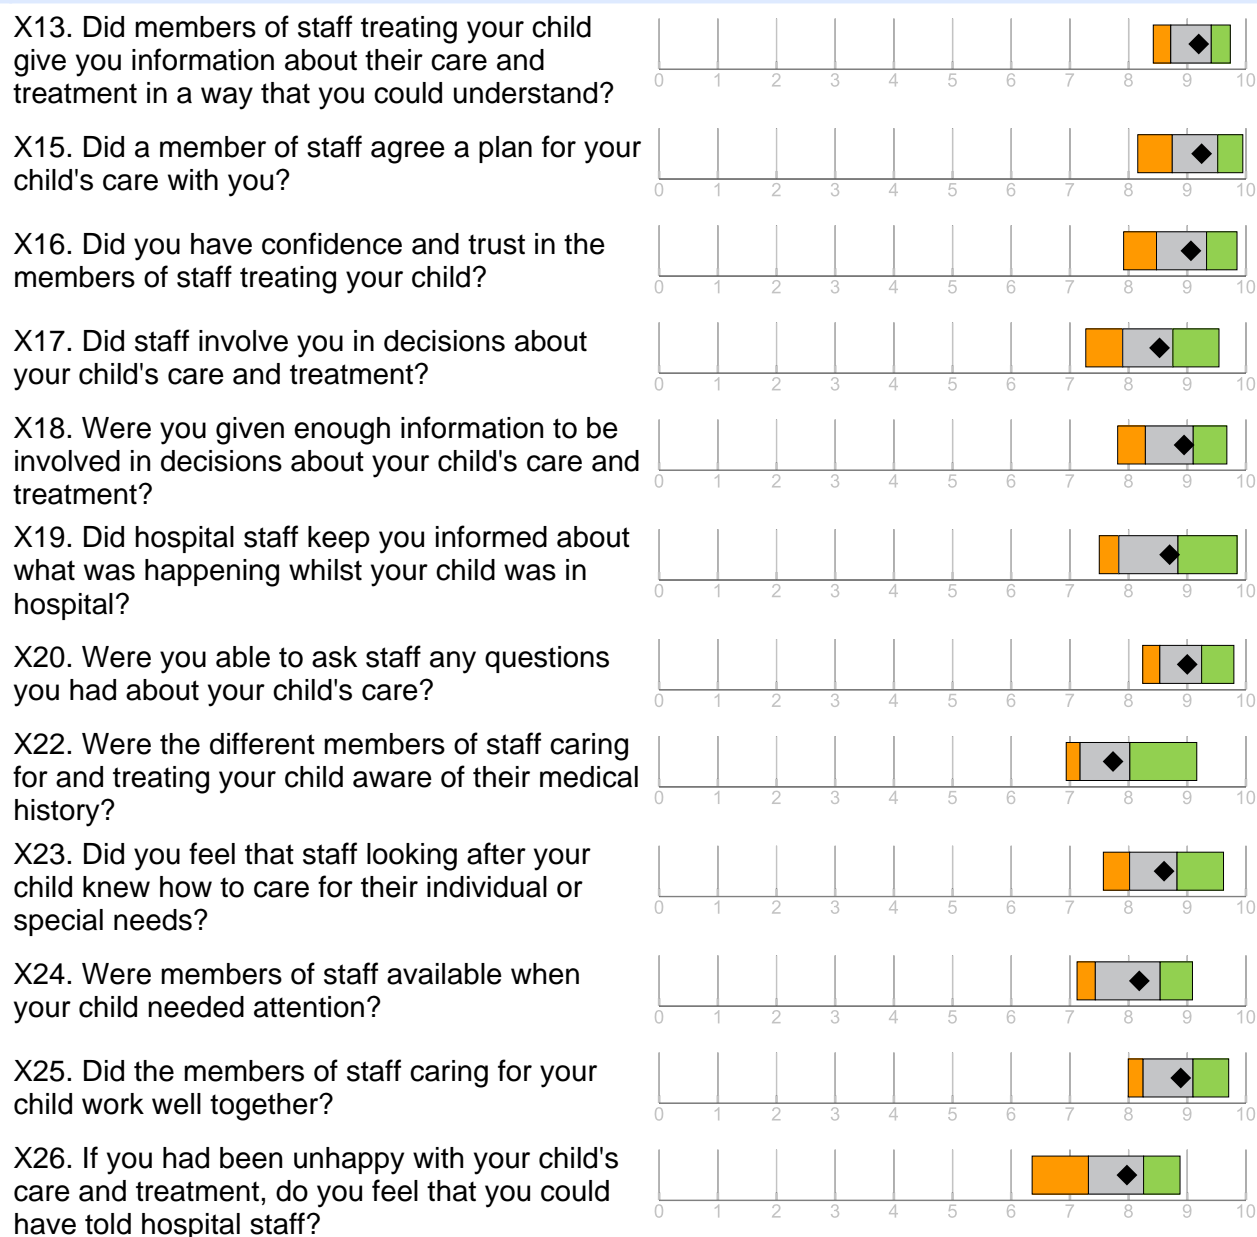 X13. Did members of staff treating your child
give you information about their care and
treatment in a way that you could understand?
0 1 2 3 4 5 6 7 8 9 10
X15. Did a member of staff agree a plan for your
child's care with you?
0 1 2 3 4 5 6 7 8 9 10
X16. Did you have confidence and trust in the
members of staff treating your child?
0 1 2 3 4 5 6 7 8 9 10
X17. Did staff involve you in decisions about
your child's care and treatment?
0 1 2 3 4 5 6 7 8 9 10
X18. Were you given enough information to be
involved in decisions about your child's care and
treatment?
0 1 2 3 4 5 6 7 8 9 10
X19. Did hospital staff keep you informed about
what was happening whilst your child was in
hospital?
0 1 2 3 4 5 6 7 8 9 10
X20. Were you able to ask staff any questions
you had about your child's care?
0 1 2 3 4 5 6 7 8 9 10
X22. Were the different members of staff caring
for and treating your child aware of their medical
history?
0 1 2 3 4 5 6 7 8 9 10
X23. Did you feel that staff looking after your
child knew how to care for their individual or
special needs?
0 1 2 3 4 5 6 7 8 9 10
X24. Were members of staff available when
your child needed attention?
0 1 2 3 4 5 6 7 8 9 10
X25. Did the members of staff caring for your
child work well together?
0 1 2 3 4 5 6 7 8 9 10
X26. If you had been unhappy with your child's
care and treatment, do you feel that you could
have told hospital staff?
0 1 2 3 4 5 6 7 8 9 10